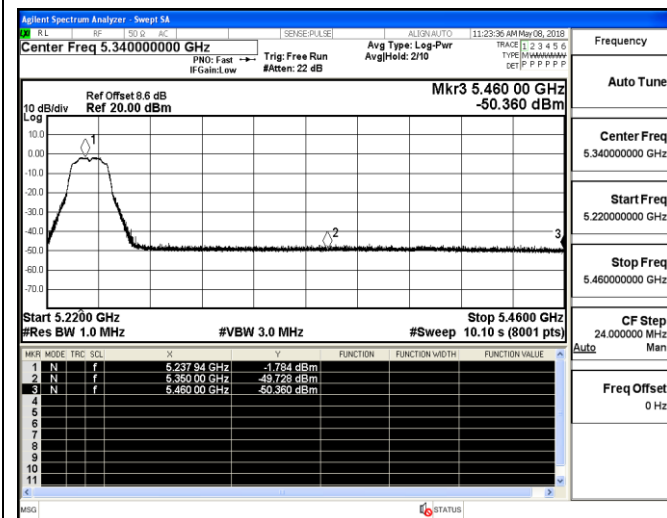 Agilent Spectrum Analyzer - Swept SA
RL RF 50 Ω AC SENSE:PULSE ALIGN AUTO 11:23:36 AM May 08, 2018
Center Freq 5.340000000 GHz
PNO: Fast
IFGain:Low
Trig: Free Run
#Atten: 22 dB
Avg Type: Log-Pwr
Avg|Hold: 2/10
TRACE 1 2 3 4 5 6
TYPE M
DET P P P P P P
Mkr3 5.460 00 GHz
-50.360 dBm
Ref Offset 8.6 dB
10 dB/div Ref 20.00 dBm
Log
10.0
0.00
-10.0
-20.0
-30.0
-40.0
-50.0
-60.0
-70.0
1
2
3
Start 5.2200 GHz Stop 5.4600 GHz
#Res BW 1.0 MHz #VBW 3.0 MHz #Sweep 10.10 s (8001 pts)
MKR MODE TRC SCL X Y FUNCTION FUNCTION WIDTH FUNCTION VALUE
1 N f 5.237 94 GHz -1.784 dBm
2 N f 5.350 00 GHz -49.728 dBm
3 N f 5.460 00 GHz -50.360 dBm
4
5
6
7
8
9
10
11
MSG STATUS
Frequency
Auto Tune
Center Freq
5.340000000 GHz
Start Freq
5.220000000 GHz
Stop Freq
5.460000000 GHz
CF Step
24.000000 MHz
Auto Man
Freq Offset
0 Hz